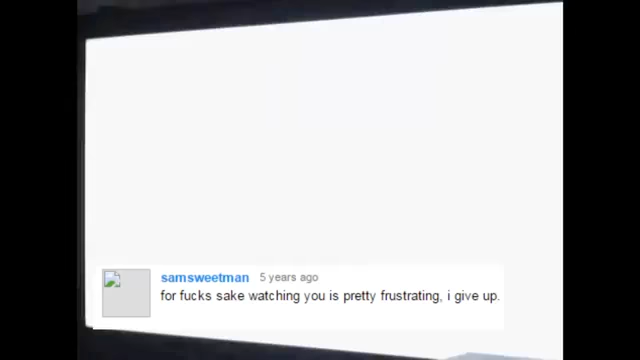 samsweetman 5 years ago
for fucks sake watching you is pretty frustrating, i give up.